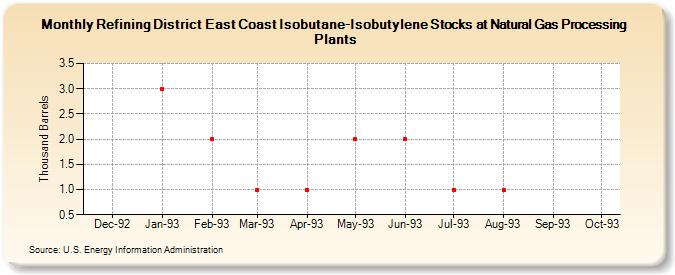 Monthly Refining District East Coast Isobutane-Isobutylene Stocks at Natural Gas Processing
Plants
Thousand Barrels
3.5
3.0
2.5
2.0
1.5
1.0
0.5
Dec-92 Jan-93 Feb-93 Mar-93 Apr-93 May-93 Jun-93 Jul-93 Aug-93 Sep-93 Oct-93
Source: U.S. Energy Information Administration